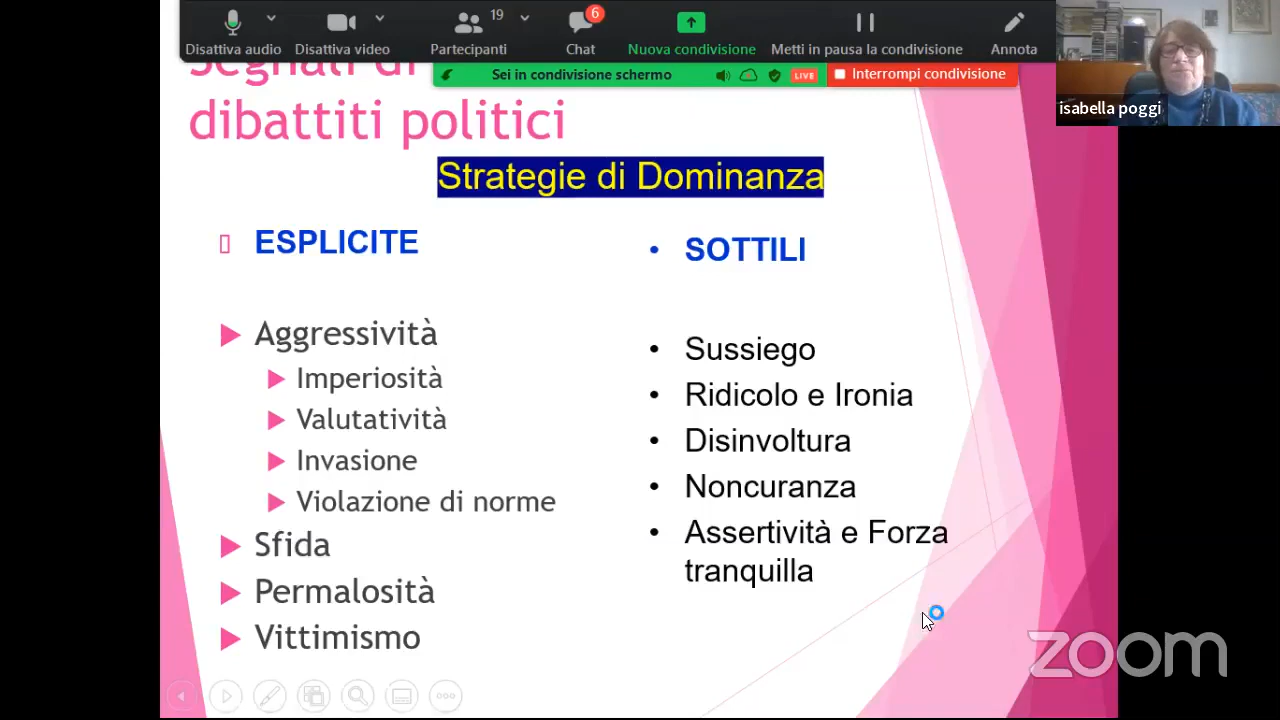 19
6
Disattiva audio
Disattiva video
Partecipanti
Chat
Nuova condivisione
Metti in pausa la condivisione
Annota
Sei in condivisione schermo
LIVE
Interrompi condivisione
isabella poggi
Segnali di
dibattiti politici
Strategie di Dominanza
ESPLICITE
Aggressività
Imperiosità
Valutatività
Invasione
Violazione di norme
Sfida
Permalosità
Vittimismo
• SOTTILI
• Sussiego
• Ridicolo e Ironia
• Disinvoltura
• Noncuranza
• Assertività e Forza
tranquilla
zoom